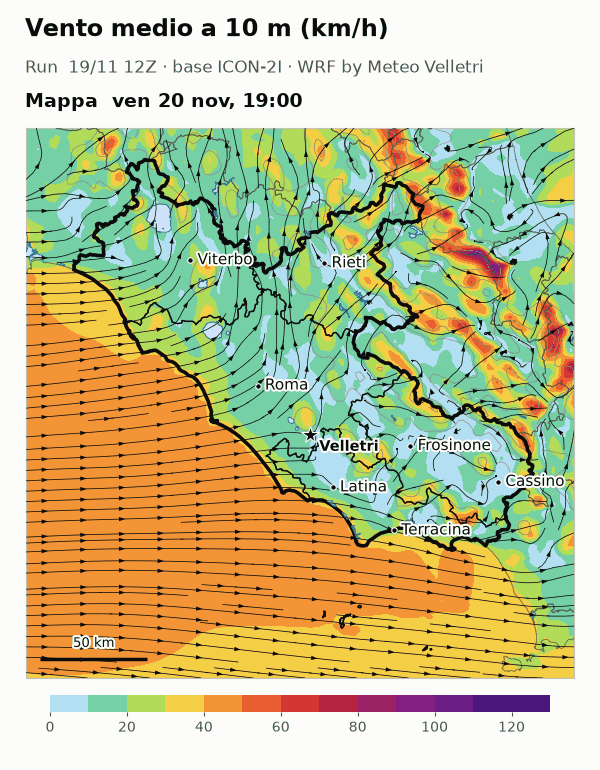 Vento medio a 10 m (km/h)
Run 19/11 12Z · base ICON-2I · WRF by Meteo Velletri
Mappa ven 20 nov, 19:00
Viterbo
Rieti
Roma
Velletri
Frosinone
Cassino
Latina
Terracina
50 km
0 20 40 60 80 100 120